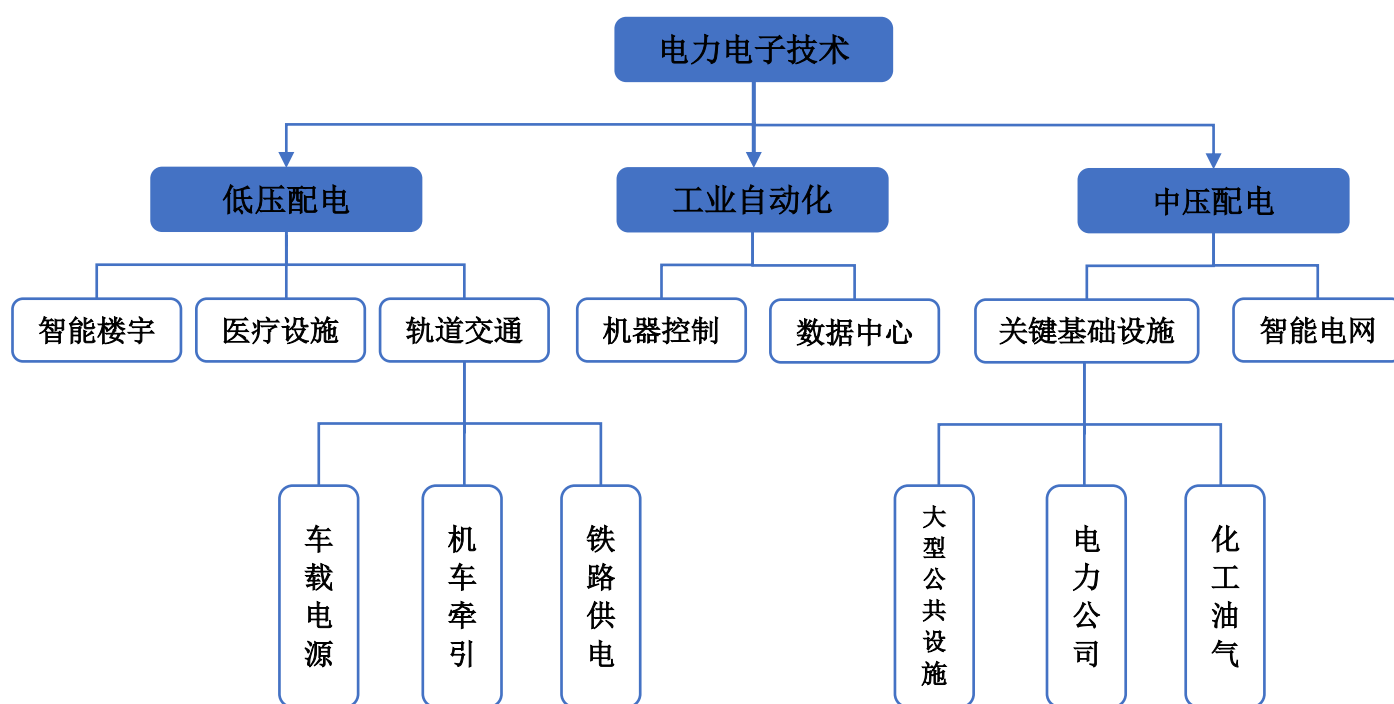 电力电子技术
低压配电
工业自动化
中压配电
智能楼宇
医疗设施
轨道交通
机器控制
数据中心
关键基础设施
智能电网
车载电源
机车牵引
铁路供电
大型公共设施
电力公司
化工油气